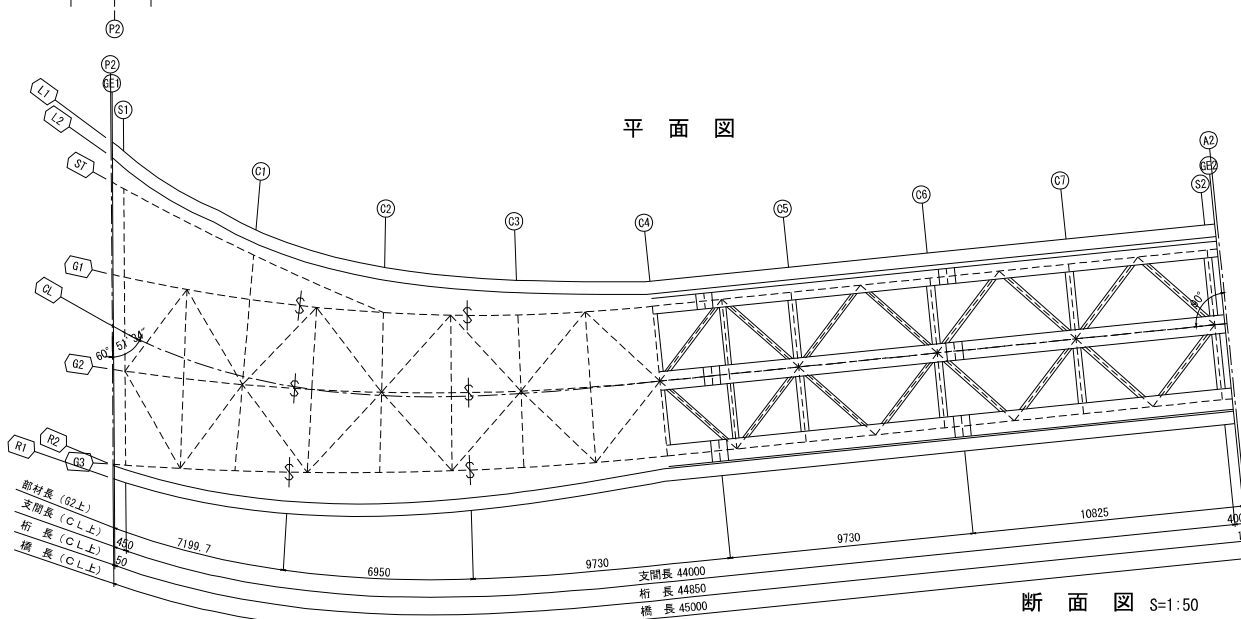 P2
P2
GE1
S1
L1
L2
ST
C1
C2
C3
C4
C5
C6
C7
A2
GE2
S2
平 面 図
G1
CL
G2
R2
R1
G3
90°
部材長 (G2上)
支間長 (CL上)
桁 長 (CL上)
橋 長 (CL上)
450
50
7199.7
6950
9730
9730
10825
400
支間長 44000
桁 長 44850
橋 長 45000
断 面 図 S=1:50